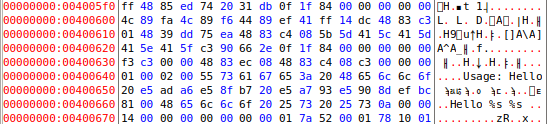 00000000:004005f0 ff 48 85 ed 74 20 31 db 0f 1f 84 00 00 00 00 00 H. t 1 .........
00000000:00400600 4c 89 fa 4c 89 f6 44 89 ef 41 ff 14 dc 48 83 c3 L. L. D. A . H.
00000000:00400610 01 48 39 dd 75 ea 48 83 c4 08 5b 5d 41 5c 41 5d .H9 u H. .[]A\A]
00000000:00400620 41 5e 41 5f c3 90 66 2e 0f 1f 84 00 00 00 00 00 A^A_ .f.........
00000000:00400630 f3 c3 00 00 48 83 ec 08 48 83 c4 08 c3 00 00 00 ..H. .H. . ...
00000000:00400640 01 00 02 00 55 73 61 67 65 3a 20 48 65 6c 6c 6f ....Usage: Hello
00000000:00400650 20 e5 ad a6 e5 8f b7 20 e5 a7 93 e5 90 8d ef bc
00000000:00400660 81 00 48 65 6c 6c 6f 20 25 73 20 25 73 0a 00 00 ..Hello %s %s...
00000000:00400670 14 00 00 00 00 00 00 00 01 7a 52 00 01 78 10 01 .........zR..x..